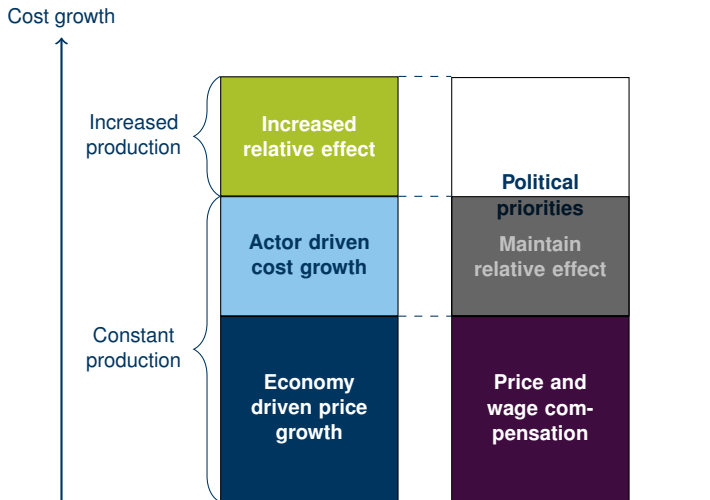 Cost growth
Increased
production
Increased
relative effect
Political
priorities
Actor driven
cost growth
Maintain
relative effect
Constant
production
Economy
driven price
growth
Price and
wage com-
pensation